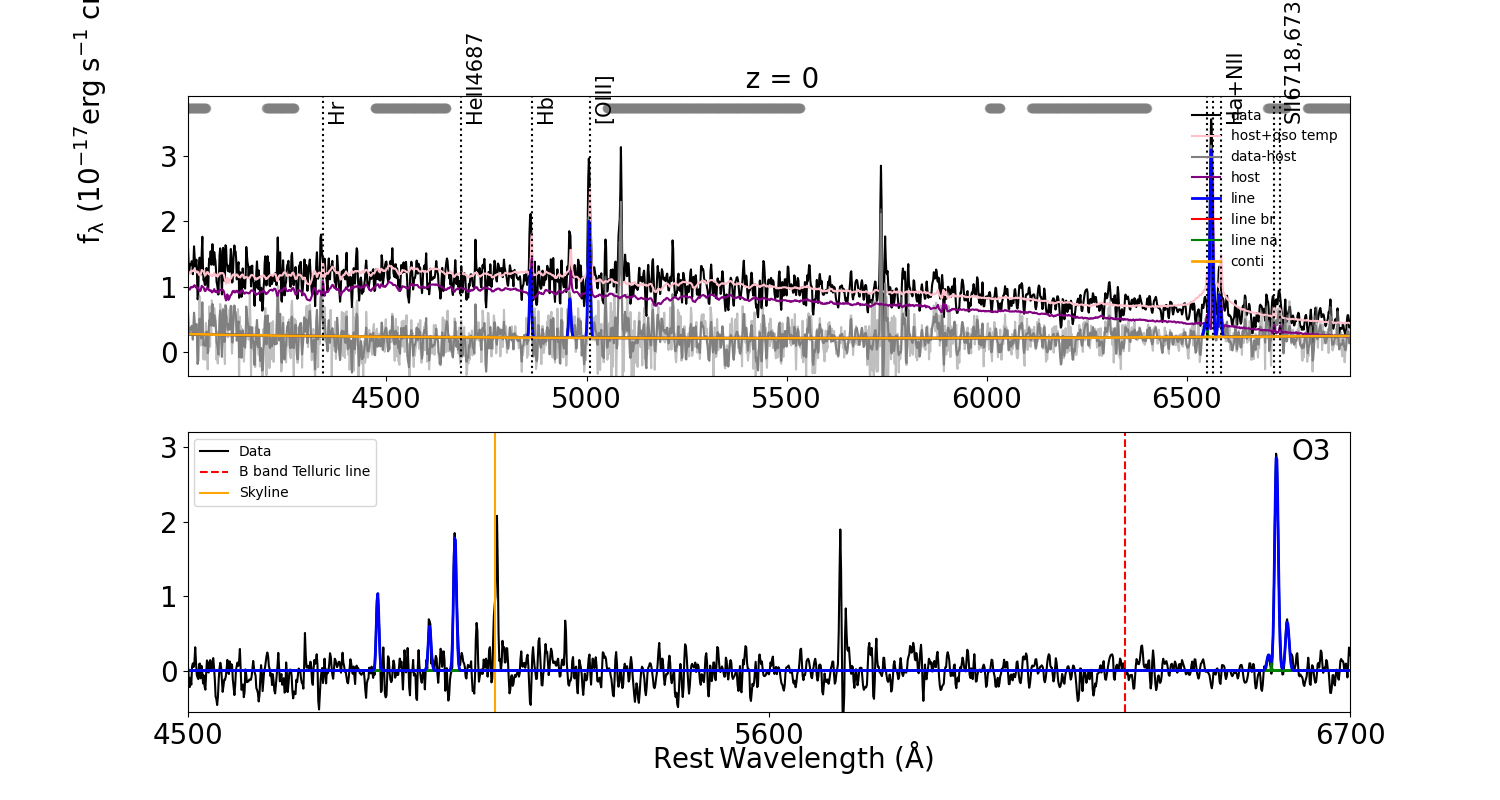 z = 0
f_λ (10^−17 erg s^−1
Hr
HeII4687
Hb
[OIII]
Ha+NII
SII6718,673
data
host+qso temp
data-host
host
line
line br
line na
conti
3
2
1
0
4500 5000 5500 6000 6500
Data
B band Telluric line
Skyline
O3
3
2
1
0
4500 5600 6700
Rest Wavelength (Å)